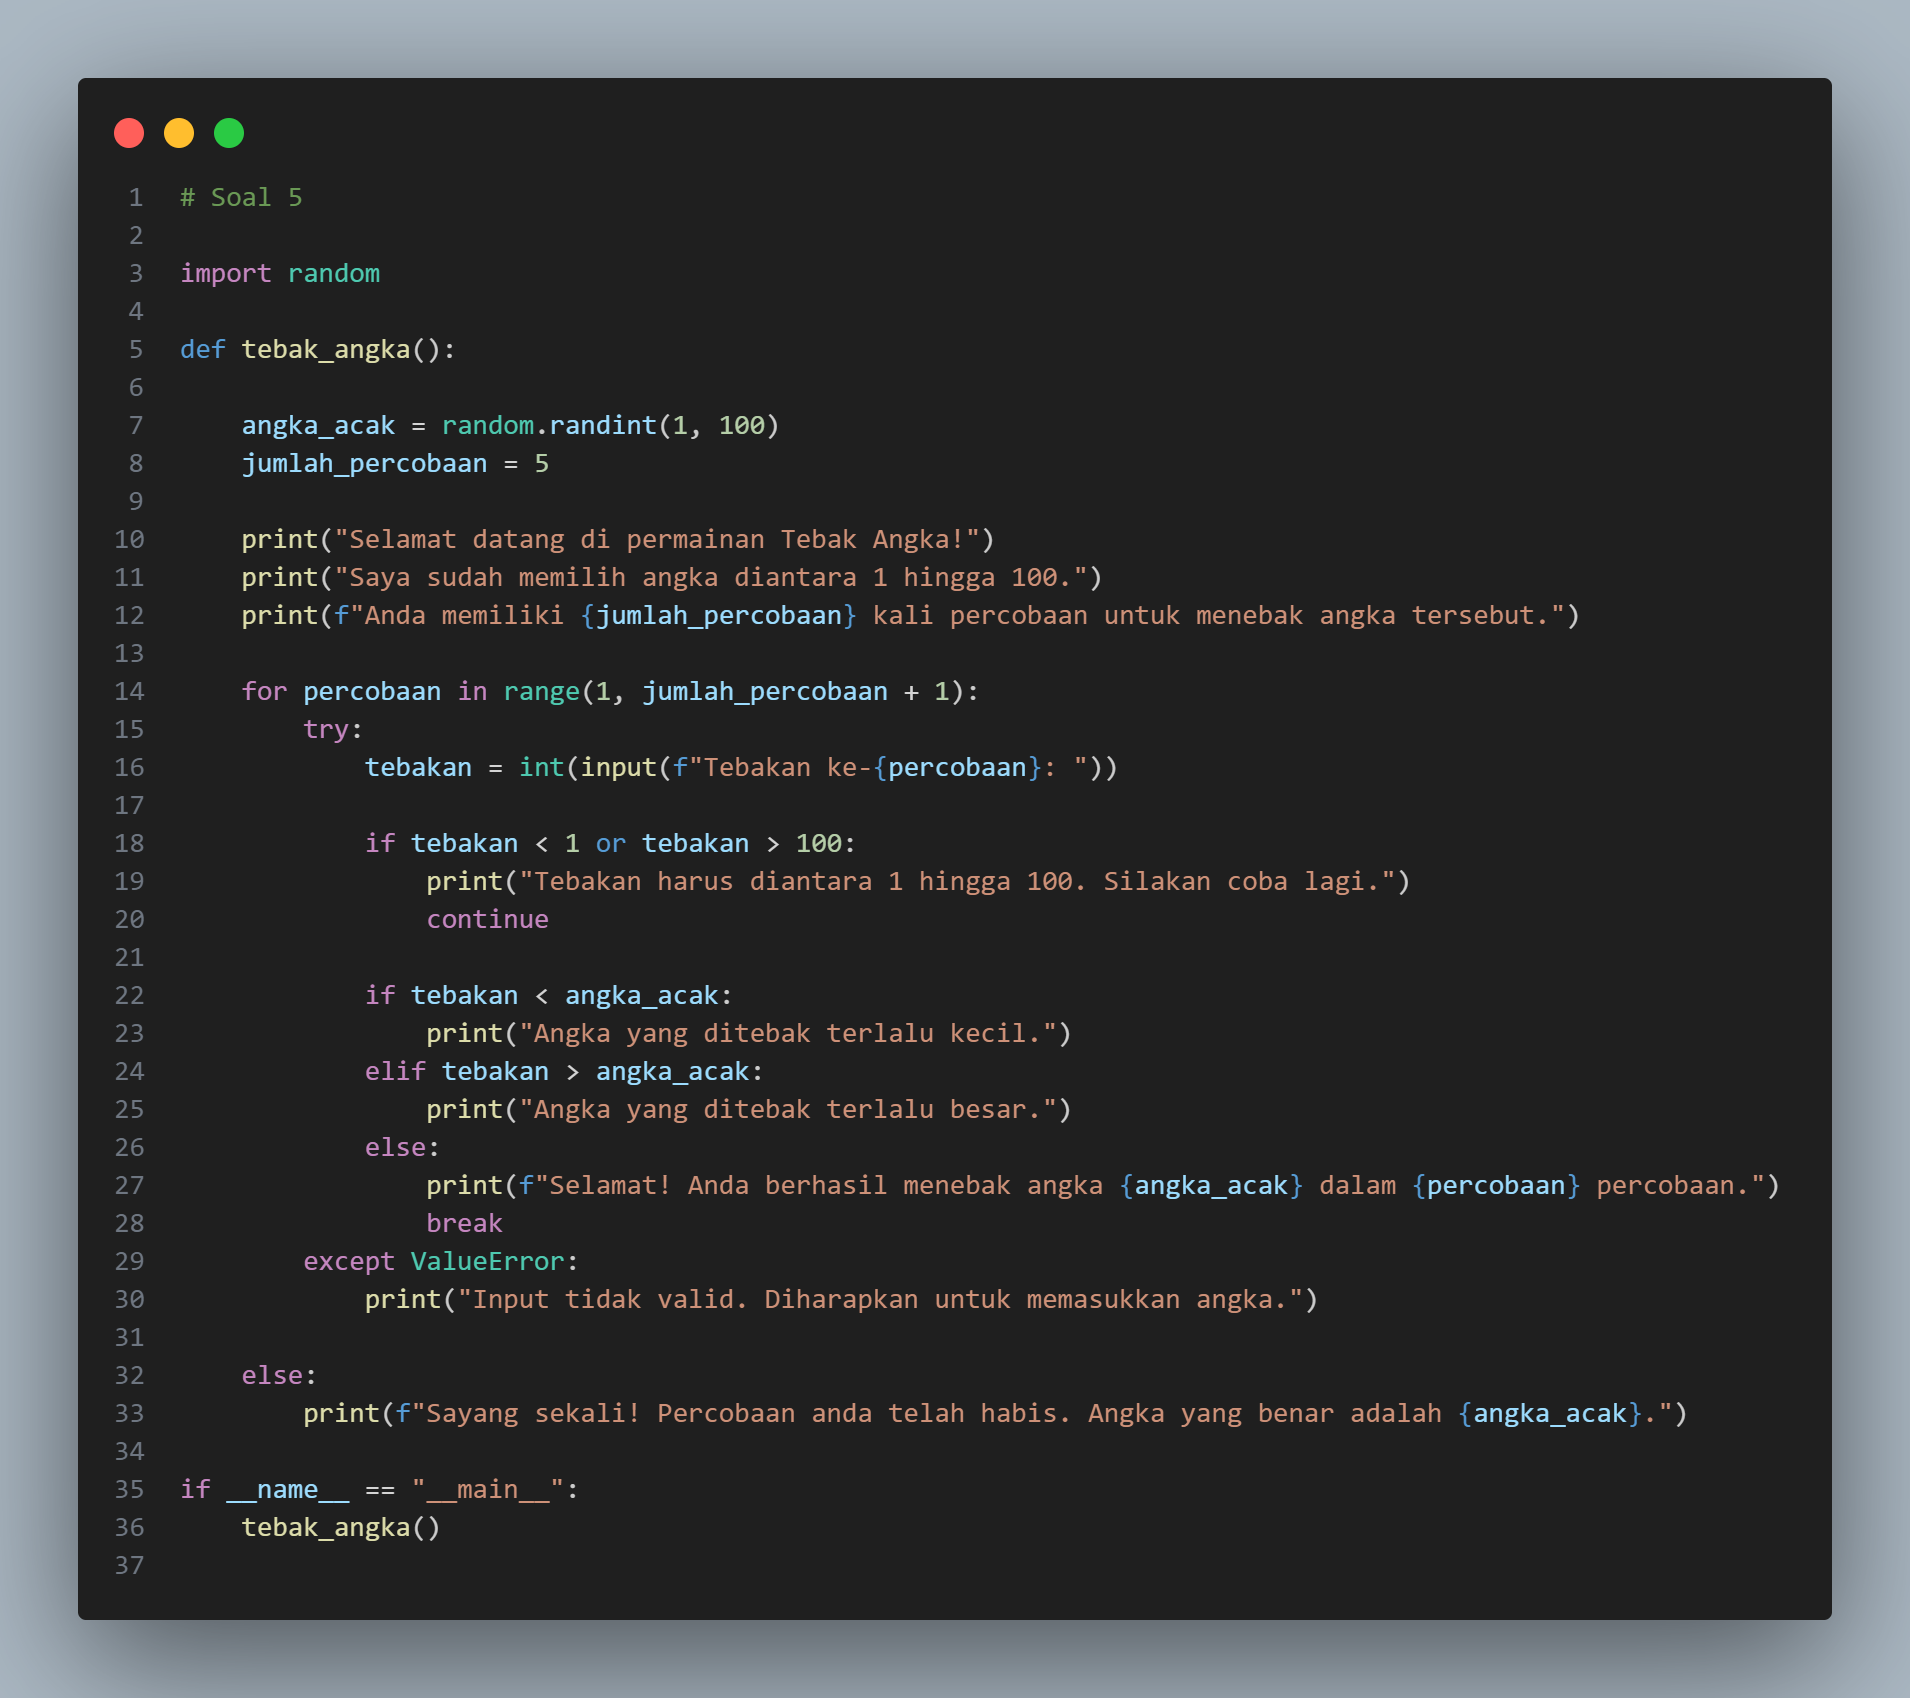 1 # Soal 5
2
3 import random
4
5 def tebak_angka():
6
7     angka_acak = random.randint(1, 100)
8     jumlah_percobaan = 5
9
10     print("Selamat datang di permainan Tebak Angka!")
11     print("Saya sudah memilih angka diantara 1 hingga 100.")
12     print(f"Anda memiliki {jumlah_percobaan} kali percobaan untuk menebak angka tersebut.")
13
14     for percobaan in range(1, jumlah_percobaan + 1):
15         try:
16             tebakan = int(input(f"Tebakan ke-{percobaan}: "))
17
18             if tebakan < 1 or tebakan > 100:
19                 print("Tebakan harus diantara 1 hingga 100. Silakan coba lagi.")
20                 continue
21
22             if tebakan < angka_acak:
23                 print("Angka yang ditebak terlalu kecil.")
24             elif tebakan > angka_acak:
25                 print("Angka yang ditebak terlalu besar.")
26             else:
27                 print(f"Selamat! Anda berhasil menebak angka {angka_acak} dalam {percobaan} percobaan.")
28                 break
29         except ValueError:
30             print("Input tidak valid. Diharapkan untuk memasukkan angka.")
31
32     else:
33         print(f"Sayang sekali! Percobaan anda telah habis. Angka yang benar adalah {angka_acak}.")
34
35 if __name__ == "__main__":
36     tebak_angka()
37